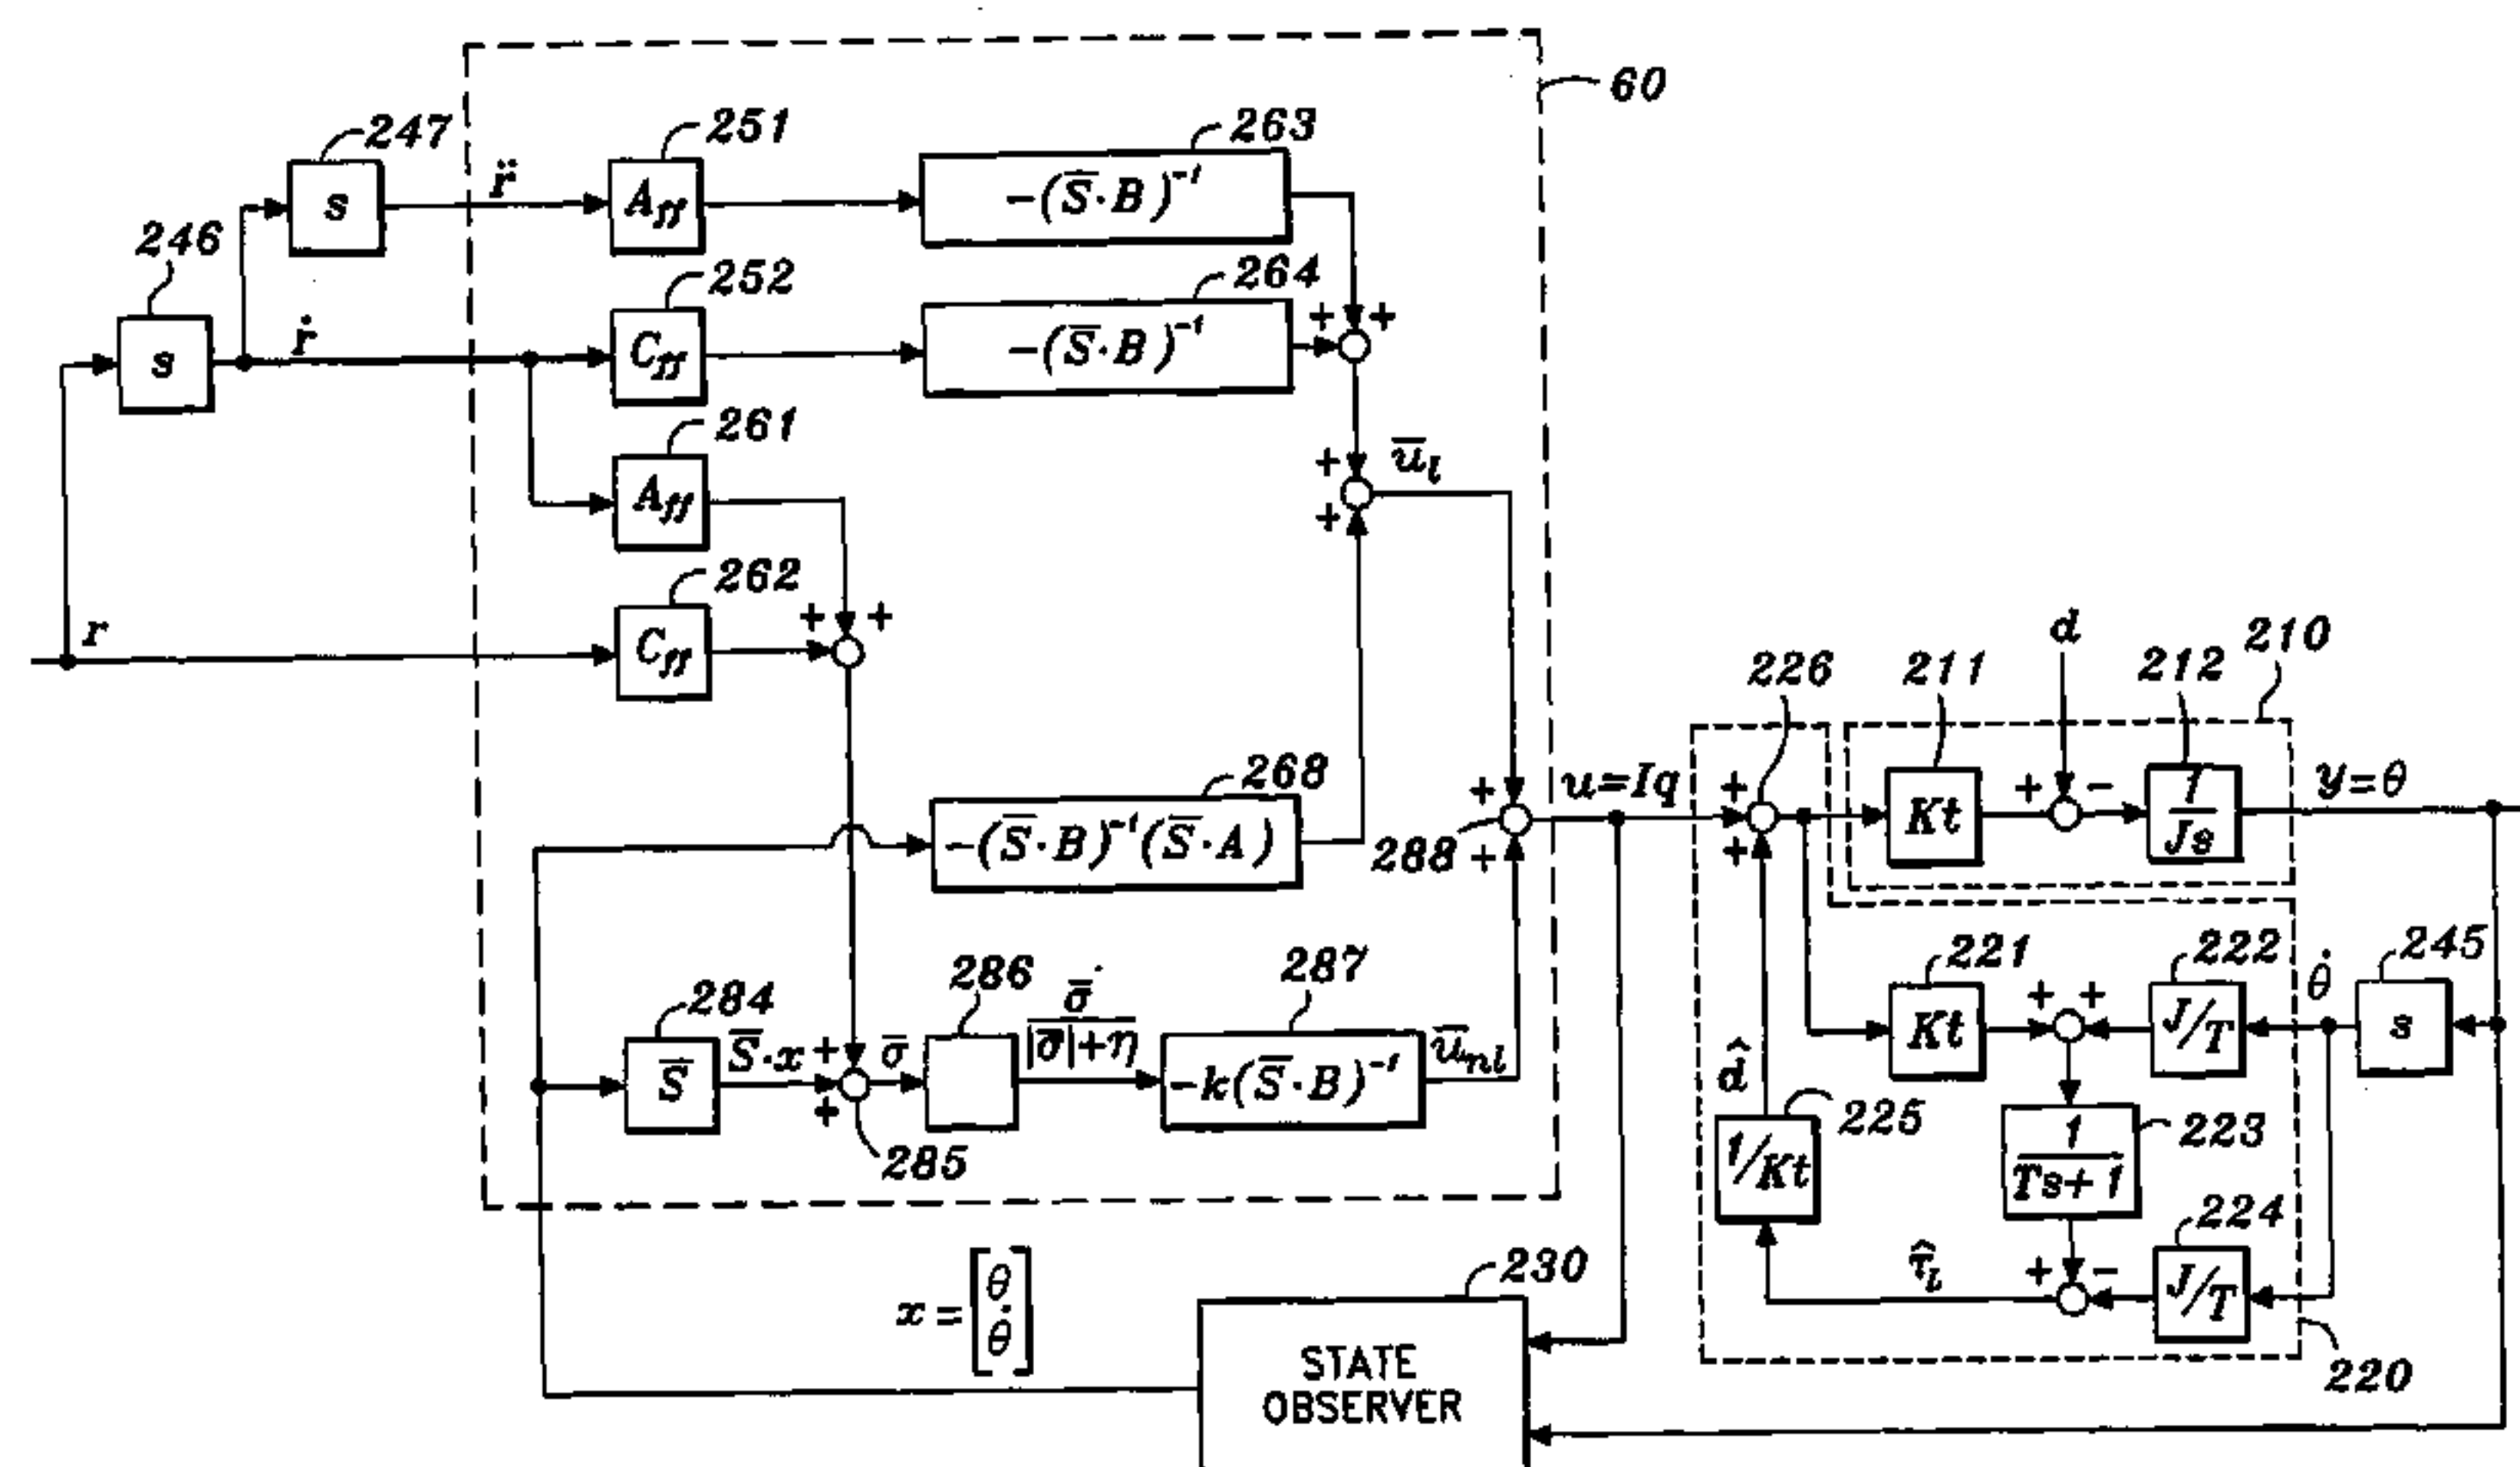 60
247
251
263
r̈
s
A_ff
-(S̅·B)⁻¹
246
252
264
ṙ
s
C_ff
-(S̅·B)⁻¹
+ +
261
+ u̅_l
A_ff
+
262
r
+ +
C_ff
d
210
226
211
212
268
+
u=Iq
+
Kt
+ -
1/Js
y=θ
-(S̅·B)⁻¹(S̅·A)
288
+
+
221
222
245
284
286
287
θ̇
S̅
S̅·x
+
σ̅
σ̅/|σ̅|+η
-k(S̅·B)⁻¹
u̅_nl
Kt
+ +
J/T
s
+
285
d̂
225
1/Kt
1/Ts+1
223
224
x=[θ θ̇]
230
τ̂_l
+ -
J/T
STATE
OBSERVER
220